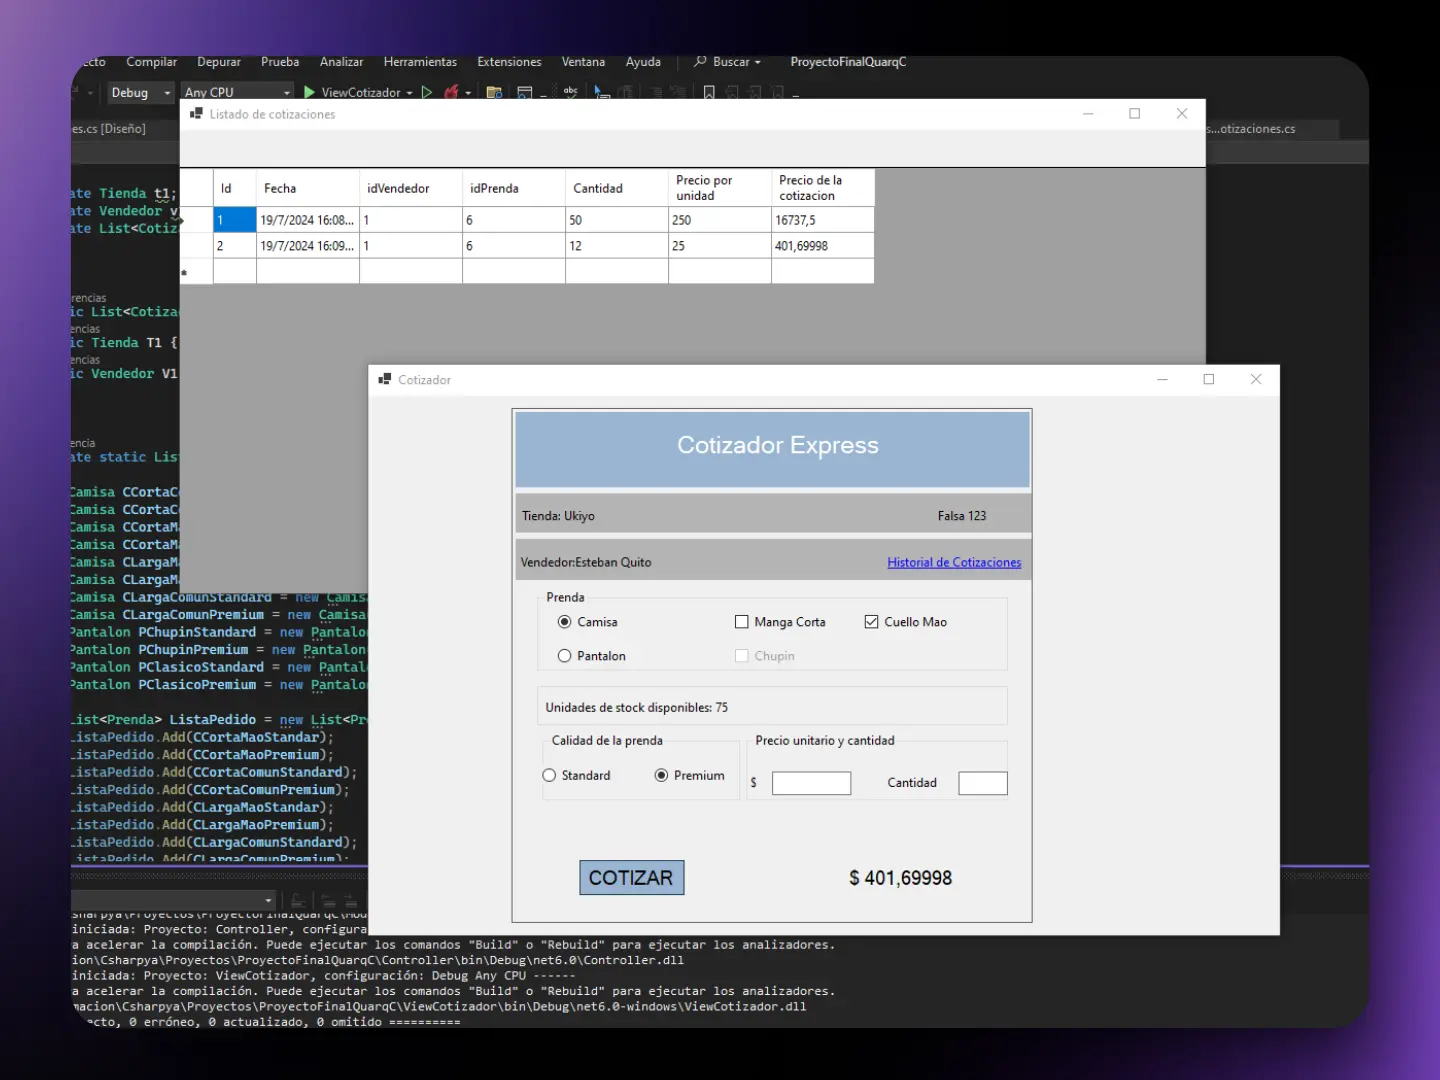 ecto Compilar Depurar Prueba Analizar Herramientas Extensiones Ventana Ayuda Buscar ProyectoFinalQuarqC
Debug Any CPU ViewCotizador abc
es.cs [Diseño] s...otizaciones.cs
Listado de cotizaciones
Id Fecha idVendedor idPrenda Cantidad Precio por unidad Precio de la cotizacion
1 19/7/2024 16:08... 1 6 50 250 16737,5
2 19/7/2024 16:09... 1 6 12 25 401,69998
*
ate Tienda t1;
ate Vendedor v
ate List<Cotiz
rencias
ic List<Cotiza
encias
ic Tienda T1 {
encias
ic Vendedor V1
encia
ate static Lis
Camisa CCortaC
Camisa CCortaC
Camisa CCortaM
Camisa CCortaM
Camisa CLargaM
Camisa CLargaM
Camisa CLargaComunStandard = new Camis
Camisa CLargaComunPremium = new Camisa
Pantalon PChupinStandard = new Pantalo
Pantalon PChupinPremium = new Pantalon
Pantalon PClasicoStandard = new Pantal
Pantalon PClasicoPremium = new Pantalo
List<Prenda> ListaPedido = new List<Pr
ListaPedido.Add(CCortaMaoStandar);
ListaPedido.Add(CCortaMaoPremium);
ListaPedido.Add(CCortaComunStandard);
ListaPedido.Add(CCortaComunPremium);
ListaPedido.Add(CLargaMaoStandar);
ListaPedido.Add(CLargaMaoPremium);
ListaPedido.Add(CLargaComunStandard);
ListaPedido.Add(CLargaComunPremium);
Cotizador
Cotizador Express
Tienda: Ukiyo Falsa 123
Vendedor:Esteban Quito Historial de Cotizaciones
Prenda
Camisa Manga Corta Cuello Mao
Pantalon Chupin
Unidades de stock disponibles: 75
Calidad de la prenda Precio unitario y cantidad
Standard Premium $ Cantidad
COTIZAR $ 401,69998
sharpya\Proyectos\ProyectoFinalQuarqC\Mod
iniciada: Proyecto: Controller, configura
a acelerar la compilación. Puede ejecutar los comandos "Build" o "Rebuild" para ejecutar los analizadores.
ion\Csharpya\Proyectos\ProyectoFinalQuarqC\Controller\bin\Debug\net6.0\Controller.dll
iniciada: Proyecto: ViewCotizador, configuración: Debug Any CPU ------
a acelerar la compilación. Puede ejecutar los comandos "Build" o "Rebuild" para ejecutar los analizadores.
macion\Csharpya\Proyectos\ProyectoFinalQuarqC\ViewCotizador\bin\Debug\net6.0-windows\ViewCotizador.dll
ecto, 0 erróneo, 0 actualizado, 0 omitido ==========